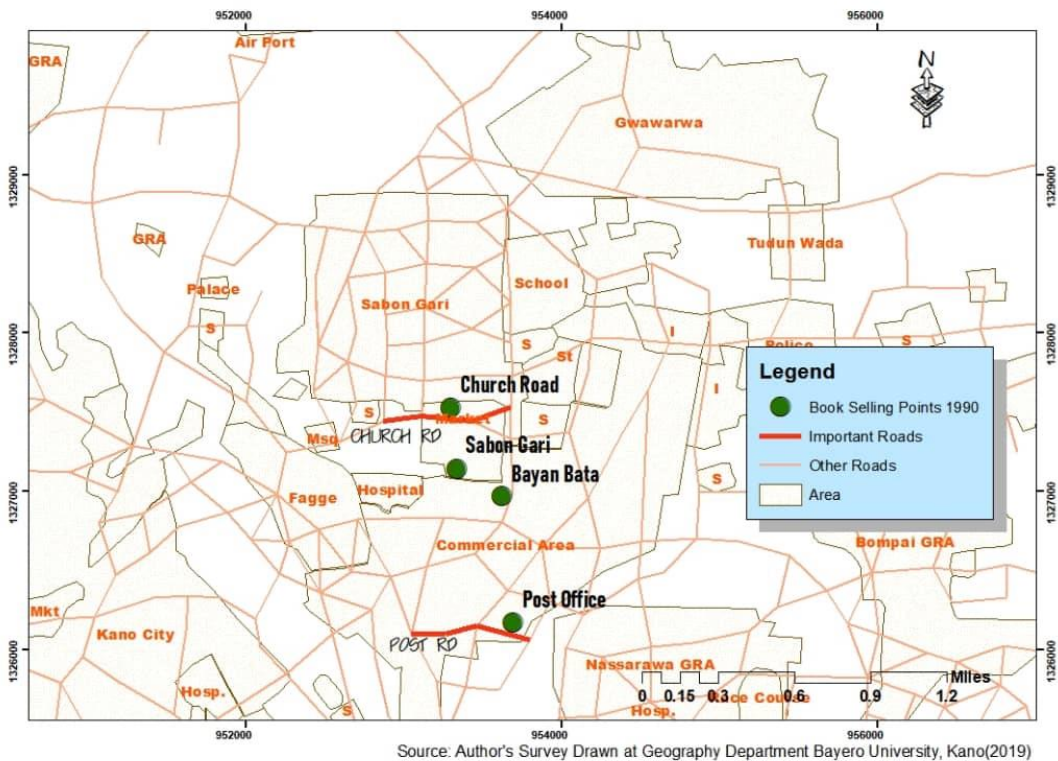 952000 954000 956000
Air Port
GRA
N
Gwawarwa
1329000 1329000
GRA
Tudun Wada
Palace
School
Sabon Gari
S
I
1328000 1328000
S
St
S
Legend
Church Road
Book Selling Points 1990
I
S
S
Important Roads
CHURCH RD
Msq
Sabon Gari
Other Roads
Bayan Bata
S
Hospital
Fagge
Area
1327000 1327000
Commercial Area
Bompai GRA
Post Office
Mkt
Kano City
POST RD
1326000 1326000
Nassarawa GRA
Miles
0 0.15 0.3 0.6 0.9 1.2
Hosp.
S
Hosp.
952000 954000 956000
Source: Author's Survey Drawn at Geography Department Bayero University, Kano(2019)